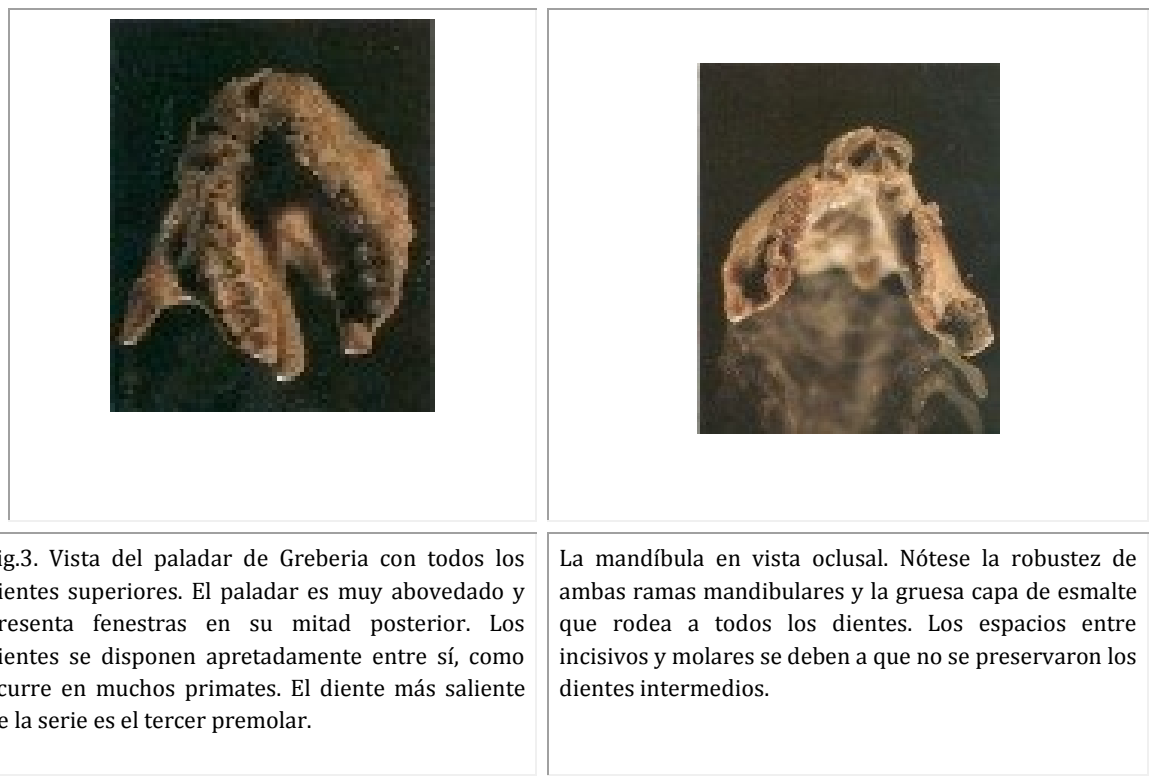 ig.3. Vista del paladar de Greberia con todos los
ientes superiores. El paladar es muy abovedado y
resenta fenestras en su mitad posterior. Los
ientes se disponen apretadamente entre sí, como
curre en muchos primates. El diente más saliente
e la serie es el tercer premolar.
La mandíbula en vista oclusal. Nótese la robustez de
ambas ramas mandibulares y la gruesa capa de esmalte
que rodea a todos los dientes. Los espacios entre
incisivos y molares se deben a que no se preservaron los
dientes intermedios.